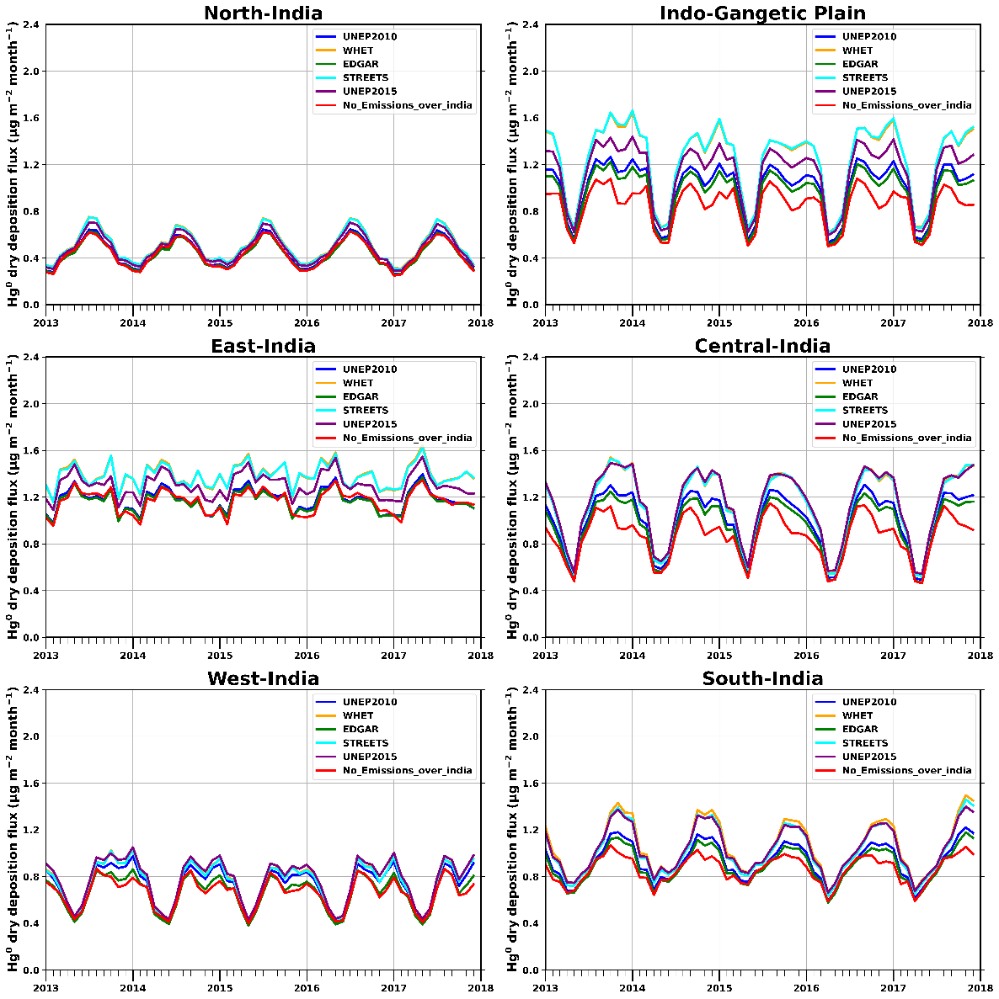 North-India
Hg⁰ dry deposition flux (µg m⁻² month⁻¹)
2.4
2.0
1.6
1.2
0.8
0.4
0.0
UNEP2010
WHET
EDGAR
STREETS
UNEP2015
No_Emissions_over_india
2013 2014 2015 2016 2017 2018
Indo-Gangetic Plain
Hg⁰ dry deposition flux (µg m⁻² month⁻¹)
2.4
2.0
1.6
1.2
0.8
0.4
0.0
UNEP2010
WHET
EDGAR
STREETS
UNEP2015
No_Emissions_over_india
2013 2014 2015 2016 2017 2018
East-India
Hg⁰ dry deposition flux (µg m⁻² month⁻¹)
2.4
2.0
1.6
1.2
0.8
0.4
0.0
UNEP2010
WHET
EDGAR
STREETS
UNEP2015
No_Emissions_over_india
2013 2014 2015 2016 2017 2018
Central-India
Hg⁰ dry deposition flux (µg m⁻² month⁻¹)
2.4
2.0
1.6
1.2
0.8
0.4
0.0
UNEP2010
WHET
EDGAR
STREETS
UNEP2015
No_Emissions_over_india
2013 2014 2015 2016 2017 2018
West-India
Hg⁰ dry deposition flux (µg m⁻² month⁻¹)
2.4
2.0
1.6
1.2
0.8
0.4
0.0
UNEP2010
WHET
EDGAR
STREETS
UNEP2015
No_Emissions_over_india
2013 2014 2015 2016 2017 2018
South-India
Hg⁰ dry deposition flux (µg m⁻² month⁻¹)
2.4
2.0
1.6
1.2
0.8
0.4
0.0
UNEP2010
WHET
EDGAR
STREETS
UNEP2015
No_Emissions_over_india
2013 2014 2015 2016 2017 2018